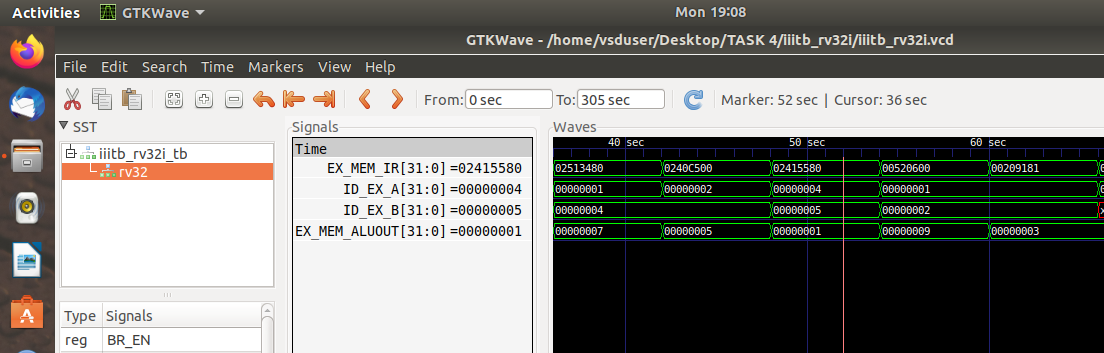 Activities GTKWave Mon 19:08
GTKWave - /home/vsduser/Desktop/TASK 4/iiitb_rv32i/iiitb_rv32i.vcd
File Edit Search Time Markers View Help
From: 0 sec To: 305 sec Marker: 52 sec | Cursor: 36 sec
SST
iiitb_rv32i_tb
rv32
Type Signals
reg BR_EN
Signals
Time
EX_MEM_IR[31:0] =02415580
ID_EX_A[31:0] =00000004
ID_EX_B[31:0] =00000005
EX_MEM_ALUOUT[31:0] =00000001
Waves
40 sec 50 sec 60 sec
02513480 0240C500 02415580 00520600 00209181
00000001 00000002 00000004 00000001
00000004 00000005 00000002
00000007 00000005 00000001 00000009 00000003